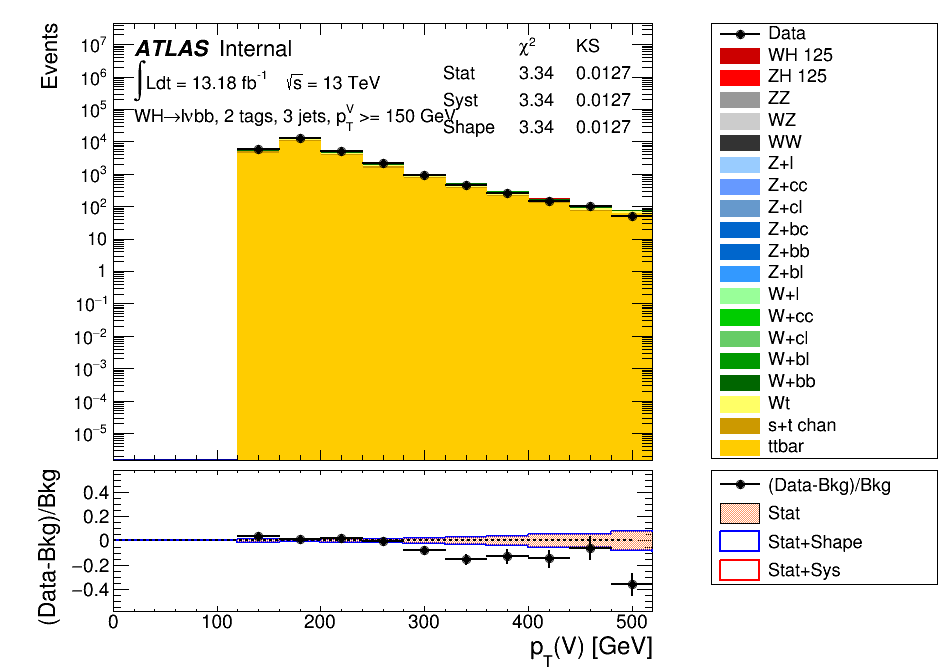 Events
10⁷
10⁶
10⁵
10⁴
10³
10²
10
1
10⁻¹
10⁻²
10⁻³
10⁻⁴
10⁻⁵
ATLAS Internal
∫Ldt = 13.18 fb⁻¹ √s = 13 TeV
WH→lνbb, 2 tags, 3 jets, p_T^V >= 150 GeV
χ² KS
Stat 3.34 0.0127
Syst 3.34 0.0127
Shape 3.34 0.0127
Data
WH 125
ZH 125
ZZ
WZ
WW
Z+l
Z+cc
Z+cl
Z+bc
Z+bb
Z+bl
W+l
W+cc
W+cl
W+bl
W+bb
Wt
s+t chan
ttbar
(Data-Bkg)/Bkg
0.4
0.2
0
−0.2
−0.4
0 100 200 300 400 500
p_T(V) [GeV]
(Data-Bkg)/Bkg
Stat
Stat+Shape
Stat+Sys